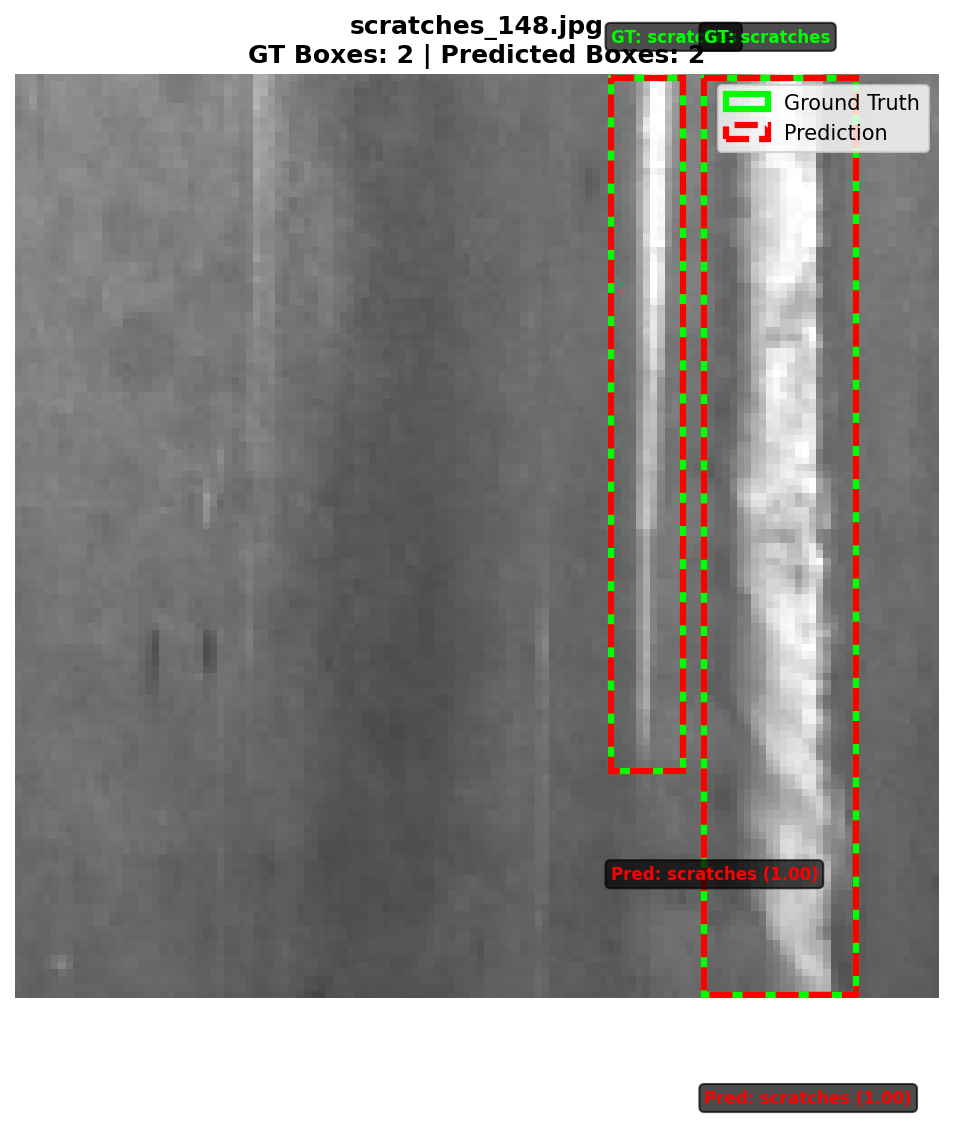 scratches_148.jpg
GT Boxes: 2 | Predicted Boxes: 2
GT: scratches
Ground Truth
Prediction
Pred: scratches (1.00)
Pred: scratches (1.00)